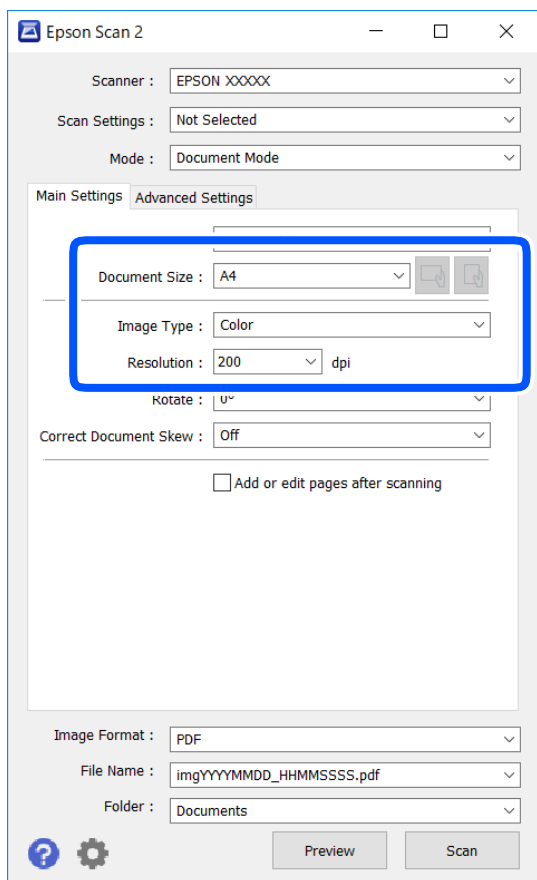 Epson Scan 2
Scanner : EPSON XXXXX
Scan Settings : Not Selected
Mode : Document Mode
Main Settings Advanced Settings
Document Size : A4
Image Type : Color
Resolution : 200 dpi
Rotate : 0°
Correct Document Skew : Off
Add or edit pages after scanning
Image Format : PDF
File Name : imgYYYYMMDD_HHMMSSSS.pdf
Folder : Documents
? Preview Scan